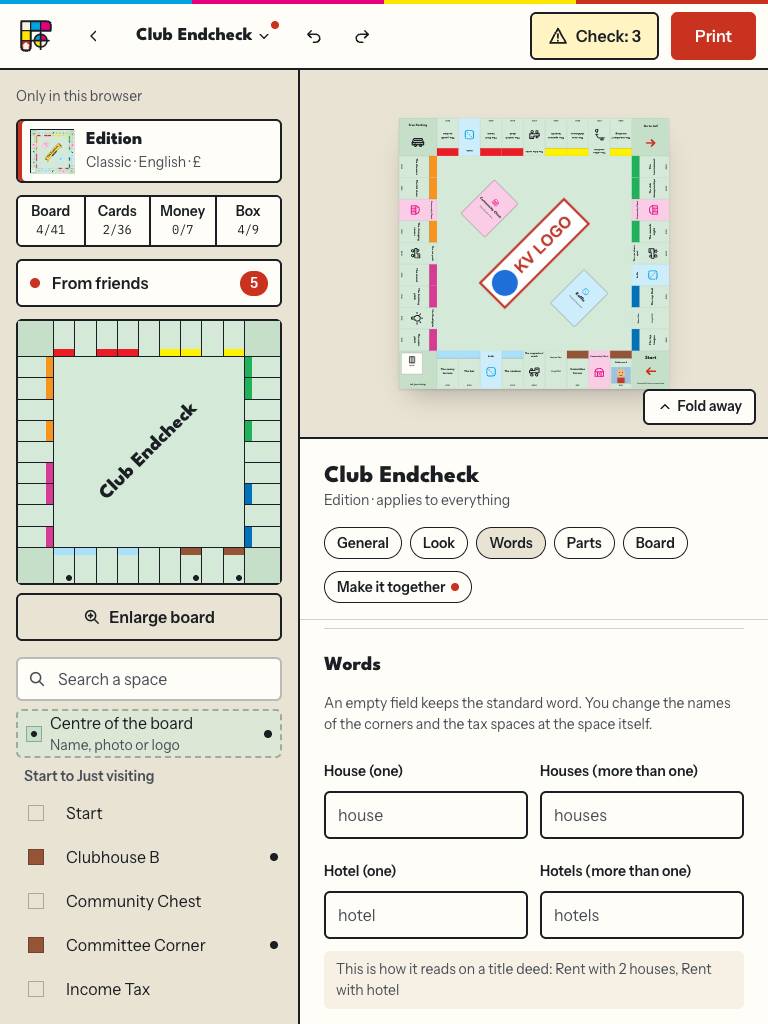 Club Endcheck
Check: 3
Print
Only in this browser
Edition
Classic · English · £
Board
4/41
Cards
2/36
Money
0/7
Box
4/9
From friends
5
Club Endcheck
Enlarge board
Search a space
Centre of the board
Name, photo or logo
Start to Just visiting
Start
Clubhouse B
Community Chest
Committee Corner
Income Tax
KV LOGO
Start
Fold away
Club Endcheck
Edition · applies to everything
General
Look
Words
Parts
Board
Make it together
Words
An empty field keeps the standard word. You change the names
of the corners and the tax spaces at the space itself.
House (one)
Houses (more than one)
house
houses
Hotel (one)
Hotels (more than one)
hotel
hotels
This is how it reads on a title deed: Rent with 2 houses, Rent
with hotel